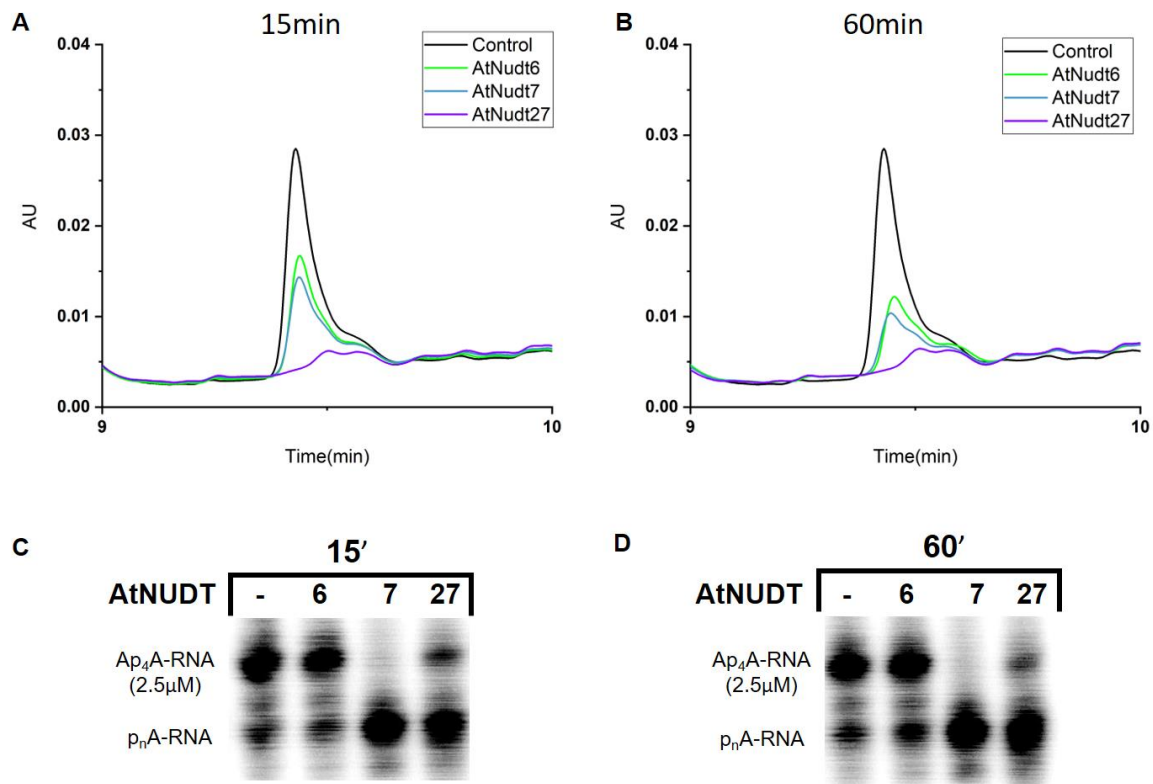 A
15min
0.04
0.03
0.02
0.01
0.00
AU
9
10
Time(min)
Control
AtNudt6
AtNudt7
AtNudt27
B
60min
0.04
0.03
0.02
0.01
0.00
AU
9
10
Time(min)
Control
AtNudt6
AtNudt7
AtNudt27
C
15′
AtNUDT - 6 7 27
Ap₄A-RNA
(2.5µM)
pₙA-RNA
D
60′
AtNUDT - 6 7 27
Ap₄A-RNA
(2.5µM)
pₙA-RNA